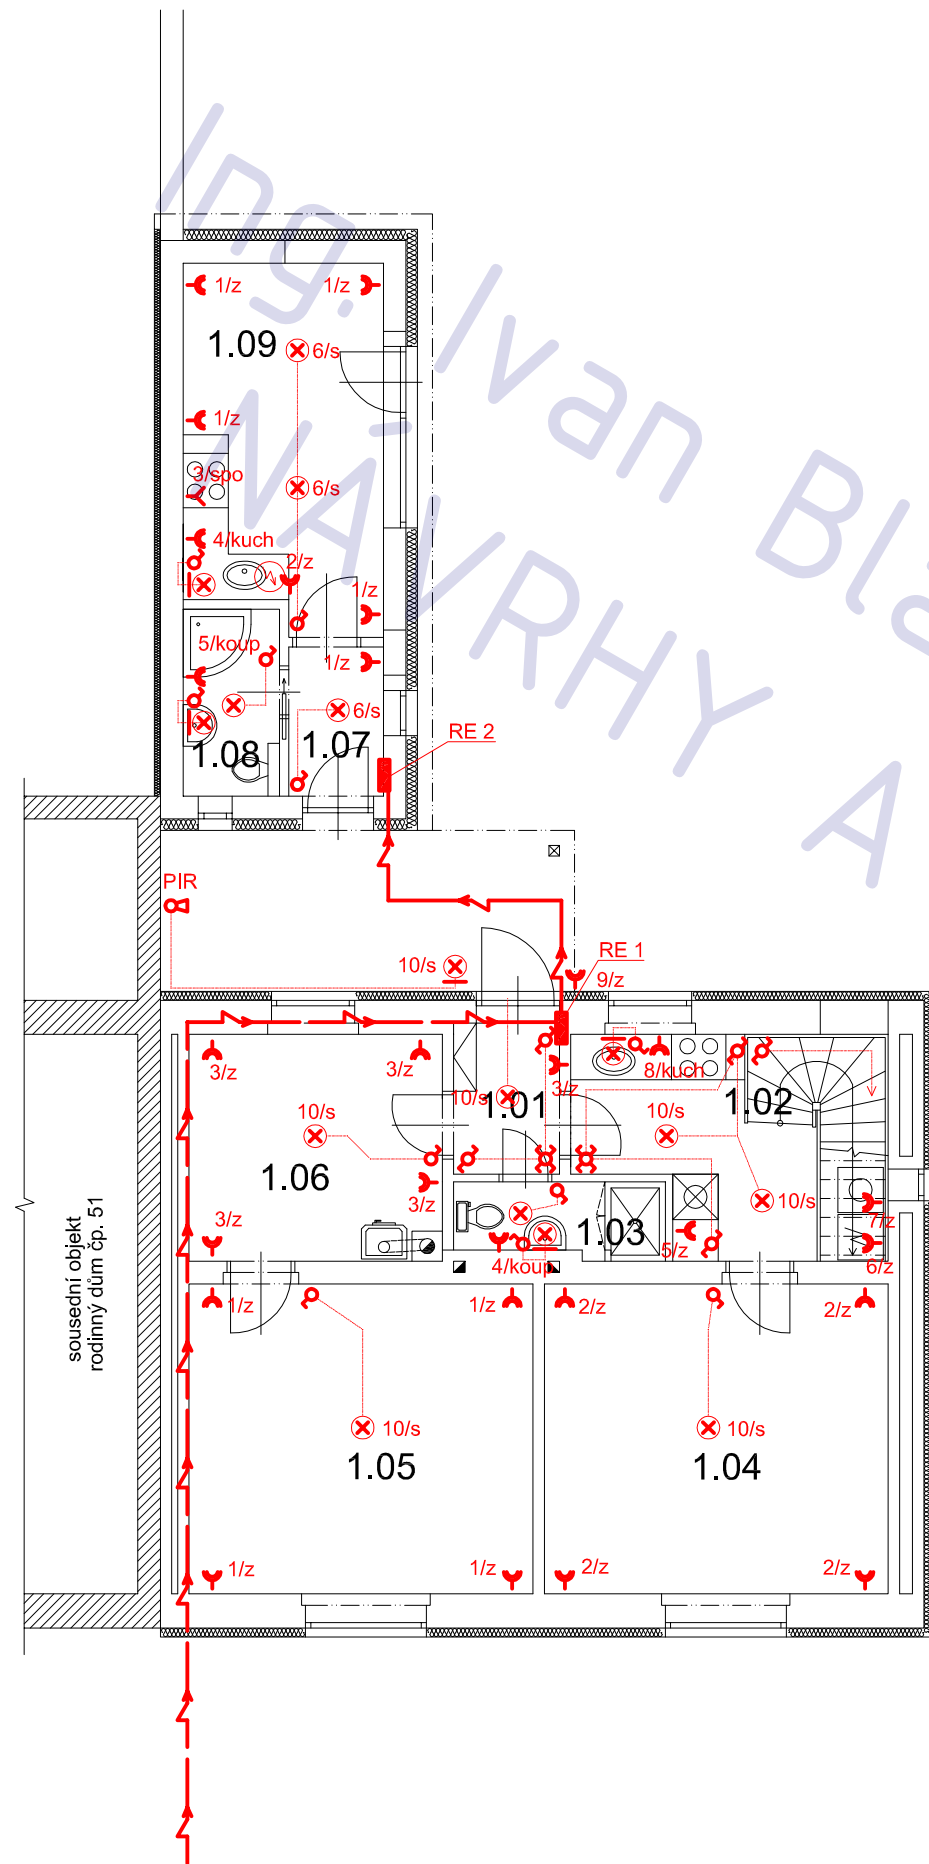 Ing. Ivan Bla
NÁVRHY A
1/z
1/z
1.09
6/s
1/z
3/spo
6/s
4/kuch
2/z
1/z
5/koup
1/z
6/s
RE 2
1.08
1.07
PIR
10/s
RE 1
9/z
3/z
3/z
3/z
8/kuch
10/s
1.01
1.02
10/s
10/s
1.06
3/z
10/s
3/z
1.03
7/z
5/z
6/z
4/koup
sousední objekt
rodinný dům čp. 51
1/z
1/z
2/z
2/z
10/s
10/s
1.05
1.04
1/z
1/z
2/z
2/z